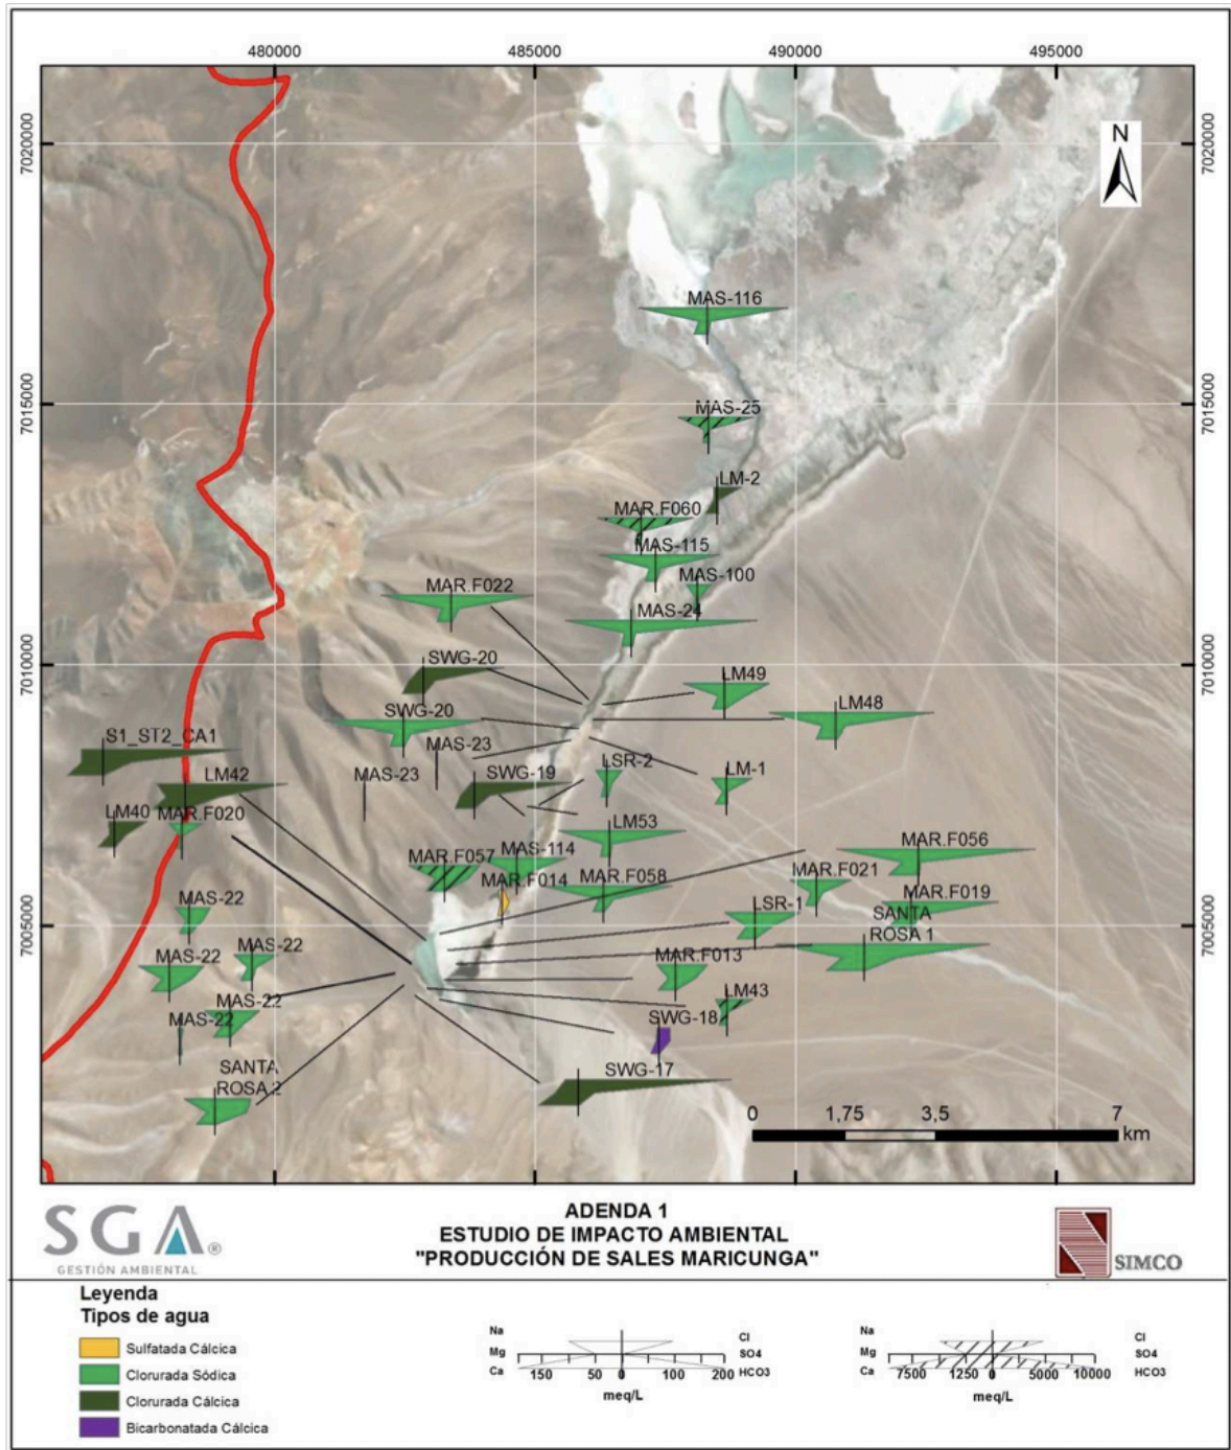 480000 485000 490000 495000
7020000 7020000
N
MAS-116
7015000 7015000
MAS-25
LM-2
MAR.F060
MAS-115
MAS-100
MAR.F022
MAS-24
7010000 7010000
SWG-20
LM49
LM48
SWG-20
S1_ST2_CA1
MAS-23
LSR-2
LM42
MAS-23
SWG-19
LM-1
LM40
MAR.F020
LM53
MAS-114
MAR.F056
MAR.F057
MAR.F014
MAR.F058
MAR.F021
MAR.F019
MAS-22
LSR-1
SANTA
ROSA 1
7005000 7005000
MAS-22
MAS-22
MAR.F013
MAS-22
LM43
MAS-22
SWG-18
SANTA
ROSA 2
SWG-17
0 1,75 3,5 7
km
SGA®
GESTIÓN AMBIENTAL
ADENDA 1
ESTUDIO DE IMPACTO AMBIENTAL
"PRODUCCIÓN DE SALES MARICUNGA"
SIMCO
Leyenda
Tipos de agua
Sulfatada Cálcica
Clorurada Sódica
Clorurada Cálcica
Bicarbonatada Cálcica
Na Cl
Mg SO4
Ca 150 50 0 100 200 HCO3
meq/L
Na Cl
Mg SO4
Ca 7500 1250 0 5000 10000 HCO3
meq/L